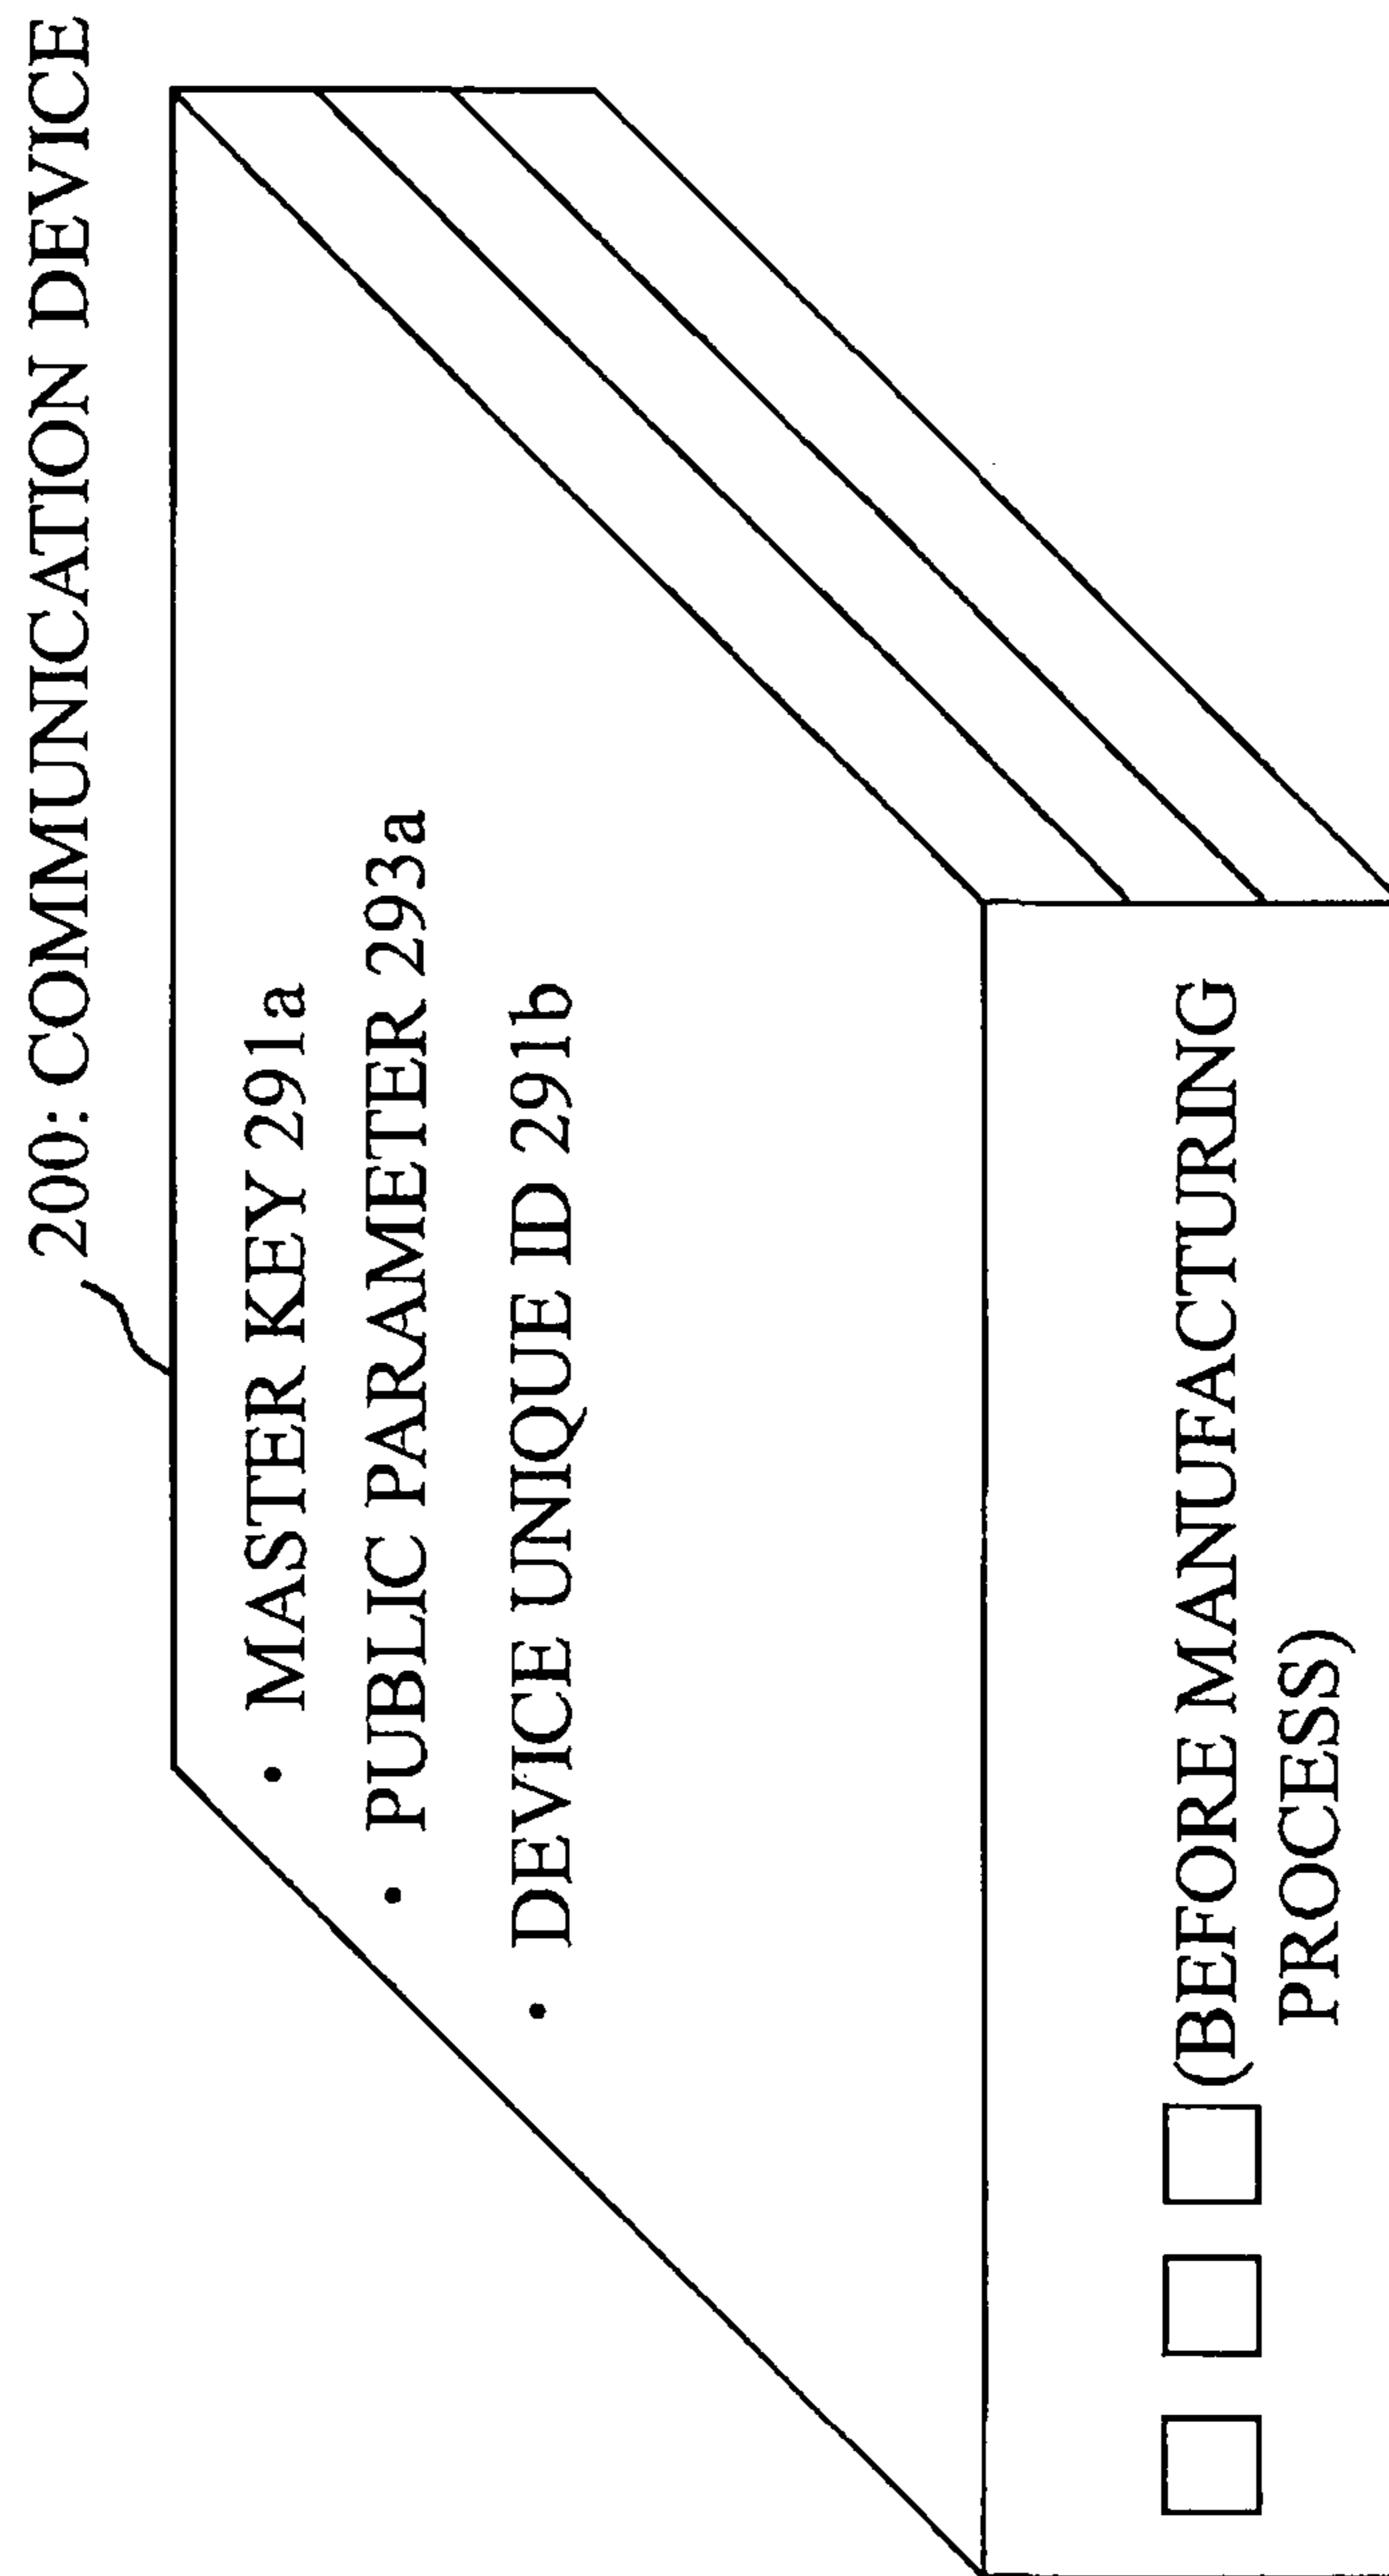 200: COMMUNICATION DEVICE
• MASTER KEY 291a
• PUBLIC PARAMETER 293a
• DEVICE UNIQUE ID 291b
(BEFORE MANUFACTURING
PROCESS)